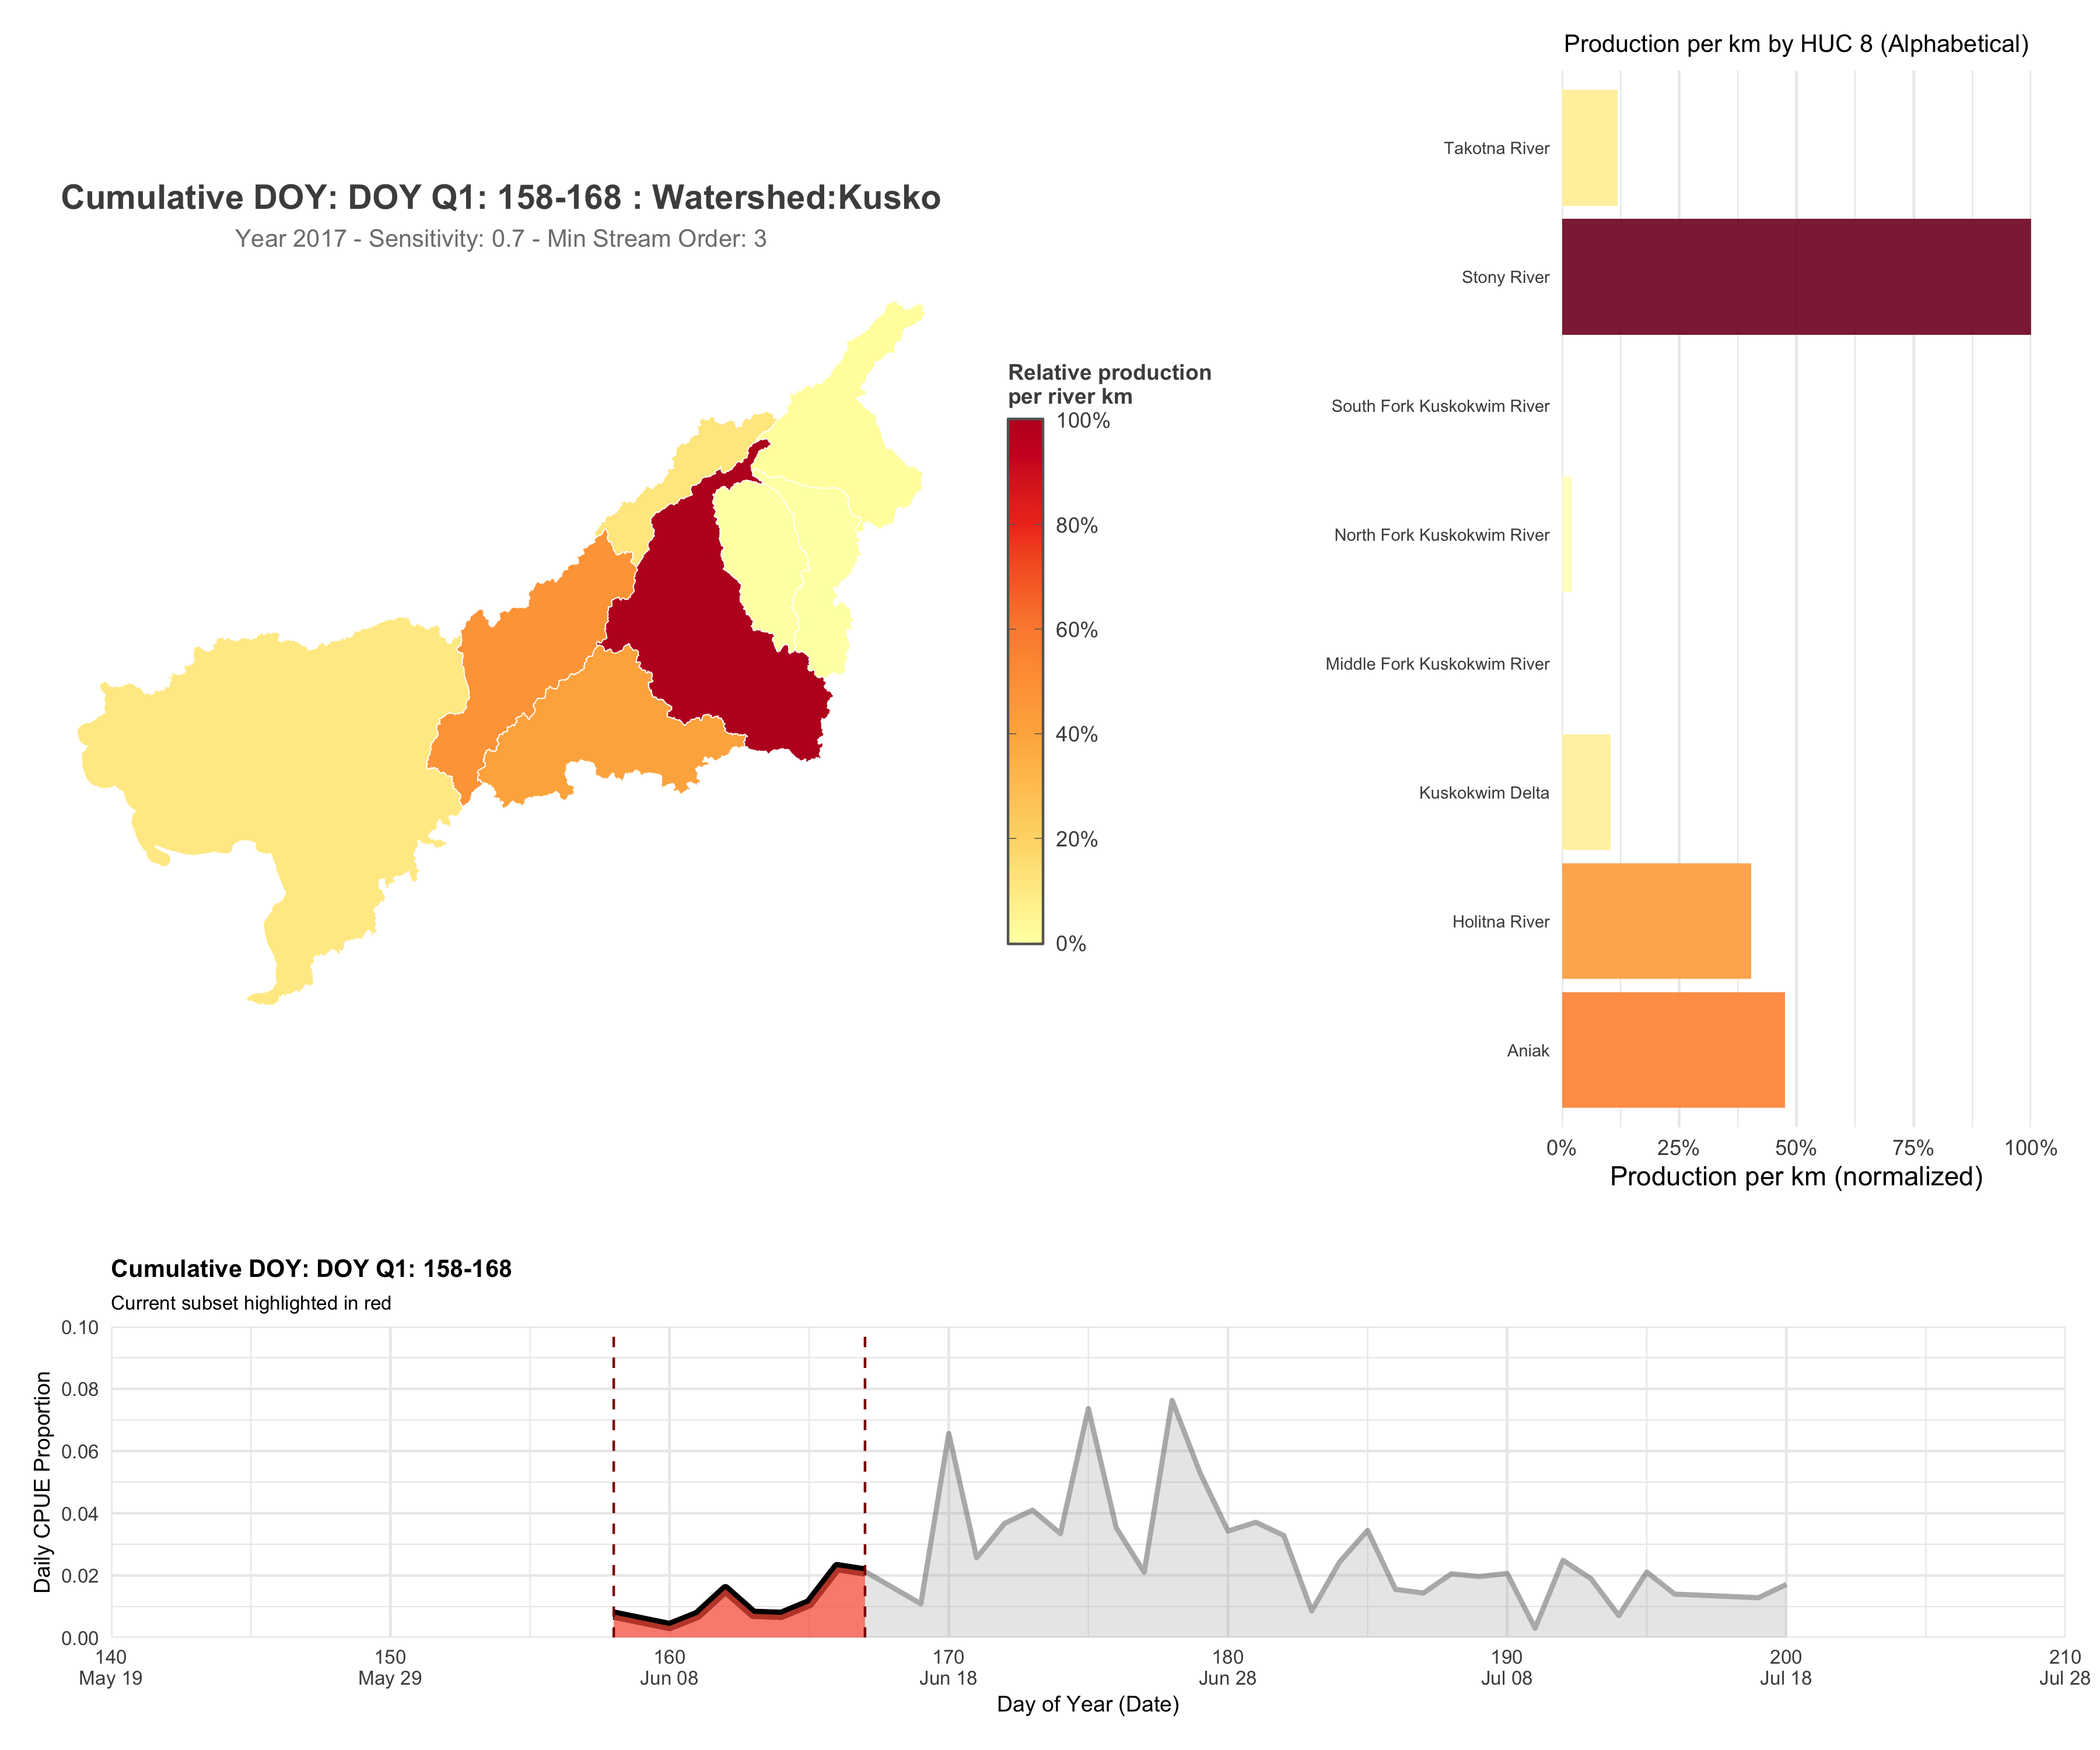 Production per km by HUC 8 (Alphabetical)
Takotna River
Stony River
South Fork Kuskokwim River
North Fork Kuskokwim River
Middle Fork Kuskokwim River
Kuskokwim Delta
Holitna River
Aniak
0% 25% 50% 75% 100%
Production per km (normalized)
Cumulative DOY: DOY Q1: 158-168 : Watershed:Kusko
Year 2017 - Sensitivity: 0.7 - Min Stream Order: 3
Relative production
per river km
100%
80%
60%
40%
20%
0%
Cumulative DOY: DOY Q1: 158-168
Current subset highlighted in red
Daily CPUE Proportion
0.10
0.08
0.06
0.04
0.02
0.00
140 150 160 170 180 190 200 210
May 19 May 29 Jun 08 Jun 18 Jun 28 Jul 08 Jul 18 Jul 28
Day of Year (Date)